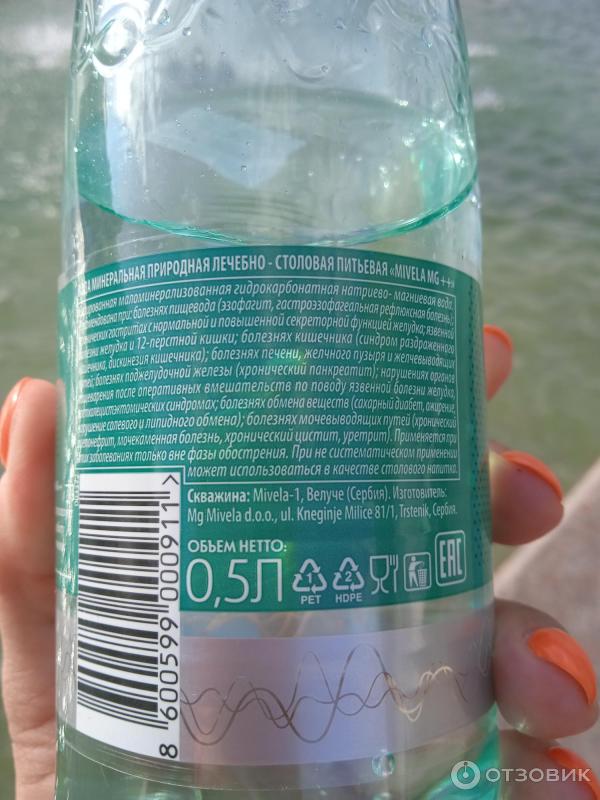 МИНЕРАЛЬНАЯ ПРИРОДНАЯ ЛЕЧЕБНО - СТОЛОВАЯ ПИТЬЕВАЯ «MIVELA MG ++»
маломинерализованная гидрокарбонатная натриево- магниевая вода.
при: болезнях пищевода (эзофагит, гастроэзофагеальная рефлюксная болезнь);
гастритах с нормальной и повышенной секреторной функцией желудка; язвенной
желудка и 12-перстной кишки; болезнях кишечника (синдром раздраженного
кишечника, дискинезия кишечника); болезнях печени, желчного пузыря и желчевыводящих
болезнях поджелудочной железы (хронический панкреатит); нарушениях органов
после оперативных вмешательств по поводу язвенной болезни желудка,
синдромах; болезнях обмена веществ (сахарный диабет, ожирение,
солевого и липидного обмена); болезнях мочевыводящих путей (хронический
мочекаменная болезнь, хронический цистит, уретрит). Применяется при
заболеваниях только вне фазы обострения. При не систематическом применении
может использоваться в качестве столового напитка.
Скважина: Mivela-1, Велуче (Сербия). Изготовитель:
Mg Mivela d.o.o., ul. Kneginje Milice 81/1, Trstenik, Сербия.
ОБЪЕМ НЕТТО:
0,5Л
1
PET
2
HDPE
EAC
8 600599 000911 >
ОТЗОВИК